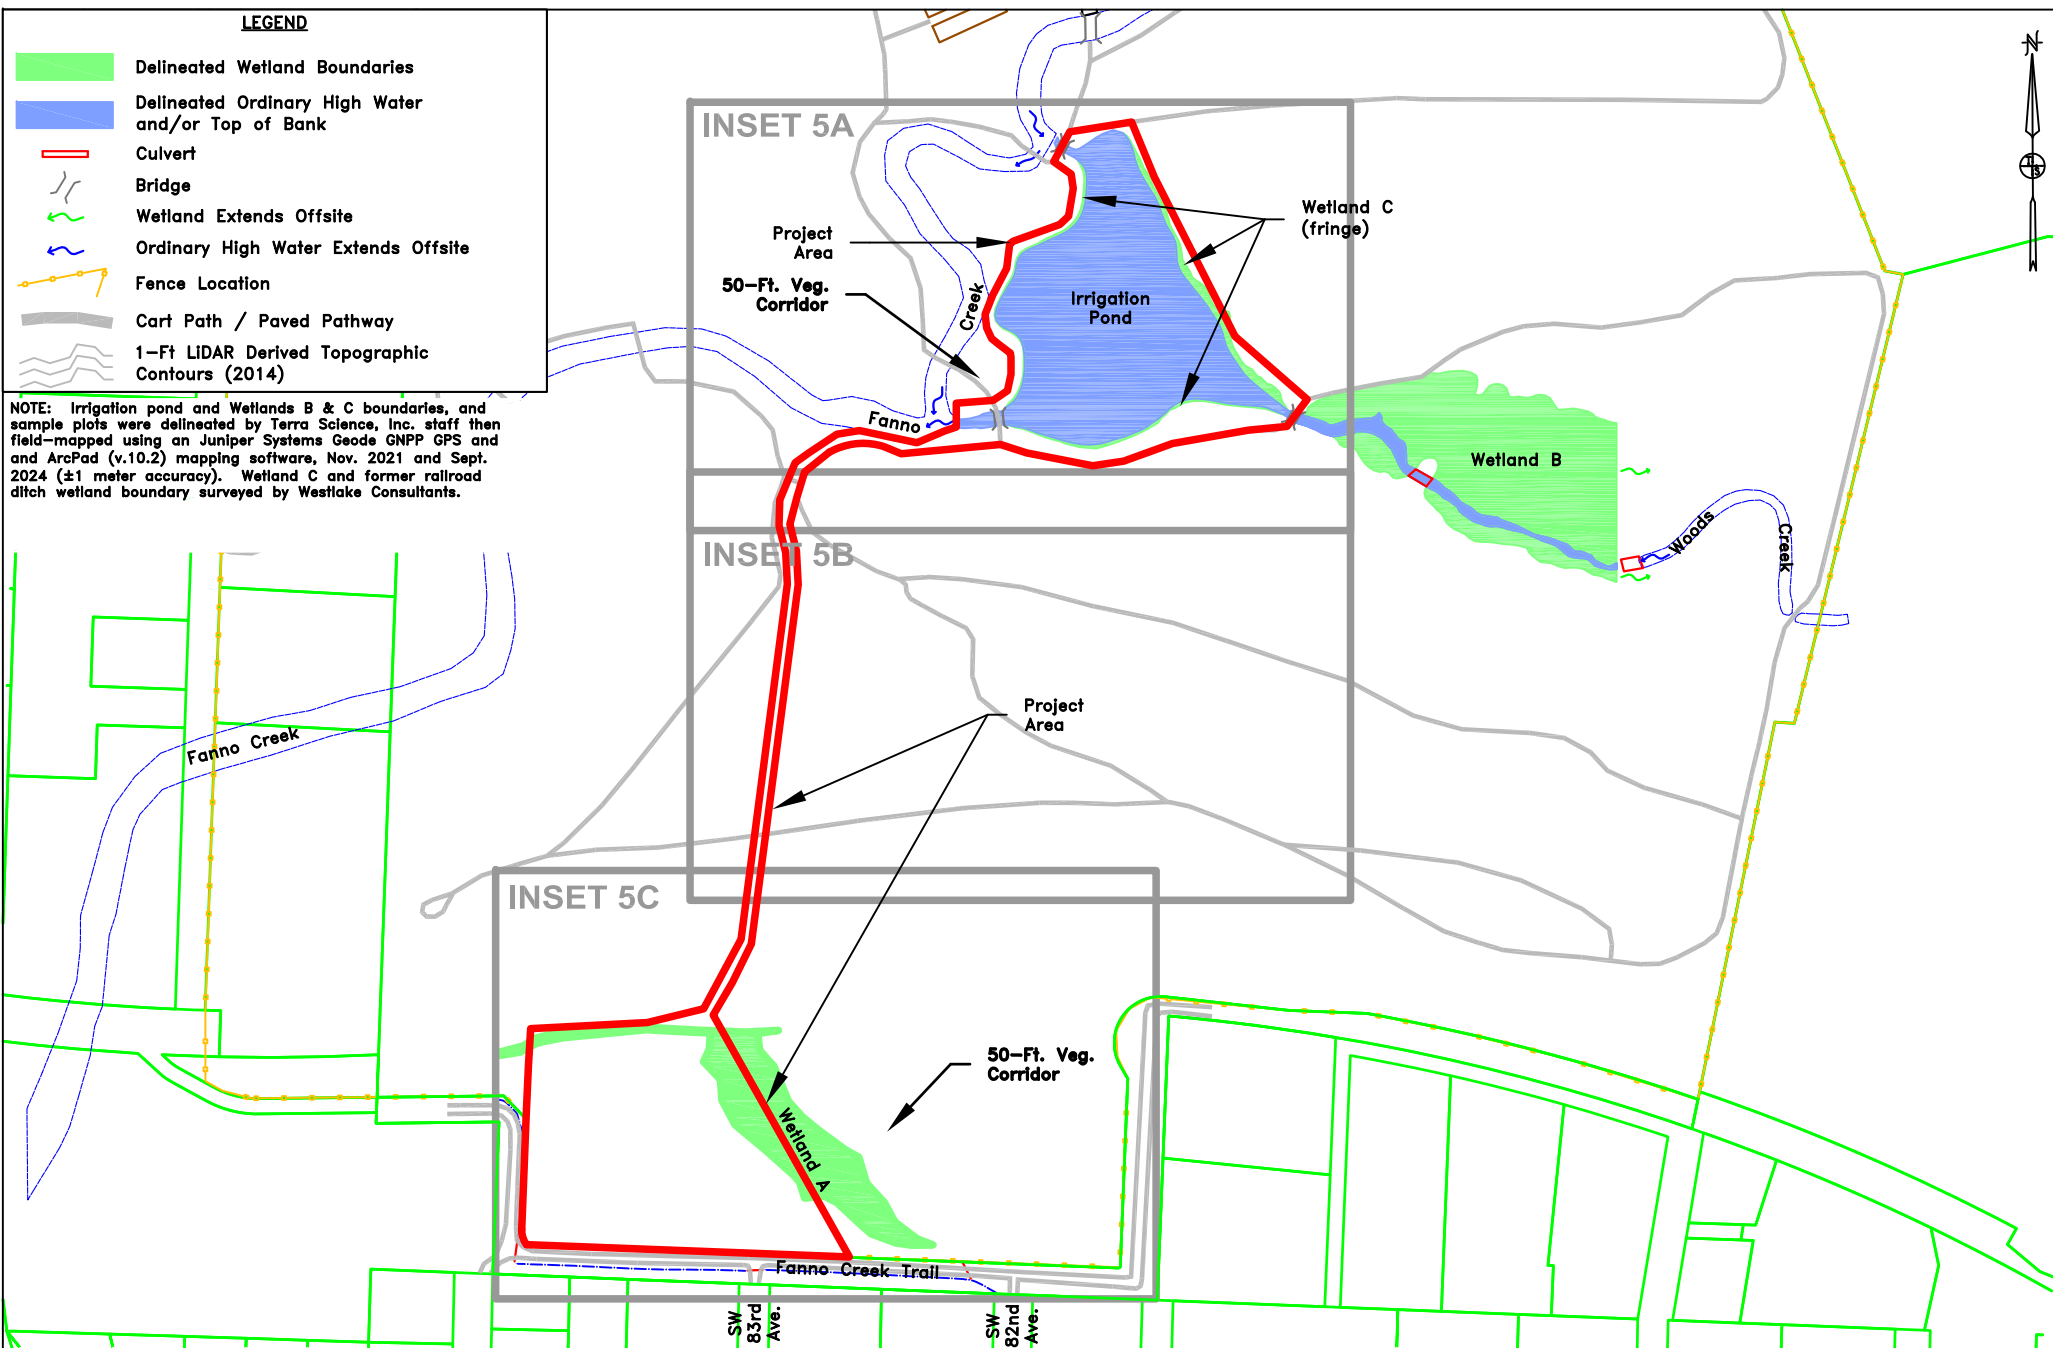 LEGEND
Delineated Wetland Boundaries
Delineated Ordinary High Water
and/or Top of Bank
Culvert
Bridge
Wetland Extends Offsite
Ordinary High Water Extends Offsite
Fence Location
Cart Path / Paved Pathway
1-Ft LiDAR Derived Topographic
Contours (2014)
NOTE: Irrigation pond and Wetlands B & C boundaries, and
sample plots were delineated by Terra Science, Inc. staff then
field-mapped using an Juniper Systems Geode GNPP GPS and
and ArcPad (v.10.2) mapping software, Nov. 2021 and Sept.
2024 (±1 meter accuracy). Wetland C and former railroad
ditch wetland boundary surveyed by Westlake Consultants.
N
INSET 5A
Wetland C
(fringe)
Project
Area
50-Ft. Veg.
Corridor
Creek
Irrigation
Pond
Fanno
Wetland B
Woods
Creek
INSET 5B
Project
Area
Fanno Creek
INSET 5C
50-Ft. Veg.
Corridor
Wetland A
Fanno Creek Trail
SW
83rd
Ave.
SW
82nd
Ave.